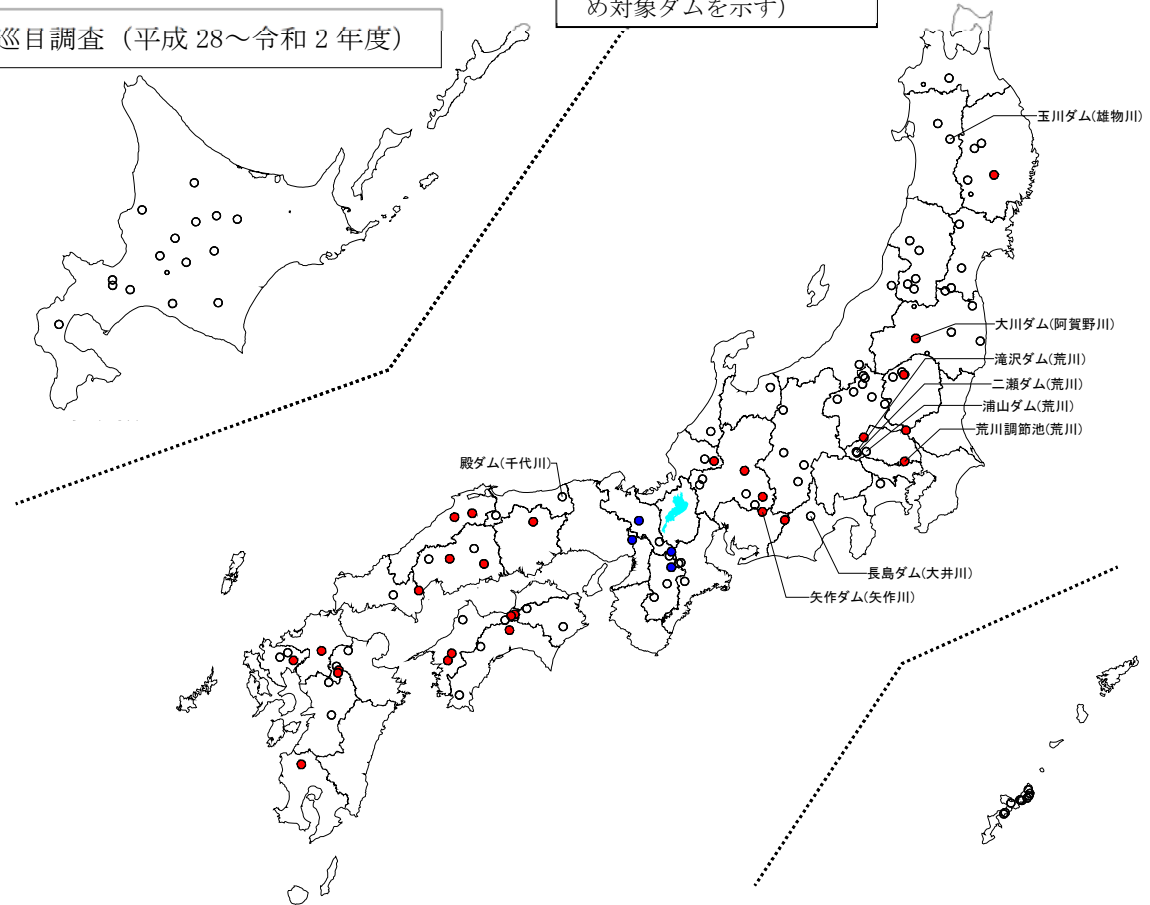 め対象ダムを示す)
巡目調査（平成 28～令和 2 年度）
玉川ダム(雄物川)
大川ダム(阿賀野川)
滝沢ダム(荒川)
二瀬ダム(荒川)
浦山ダム(荒川)
荒川調節池(荒川)
殿ダム(千代川)
長島ダム(大井川)
矢作ダム(矢作川)